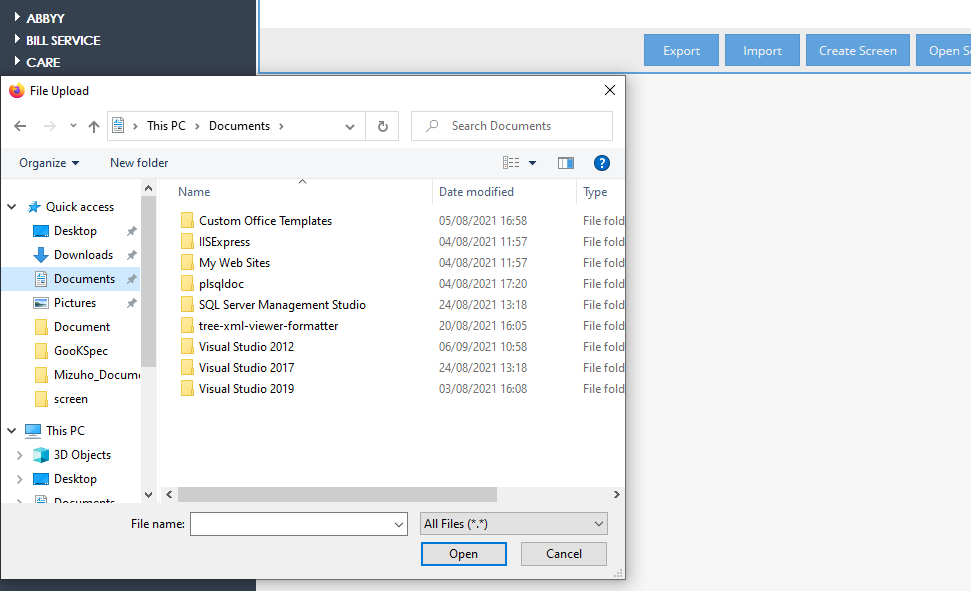 ABBYY
BILL SERVICE
CARE
Export Import Create Screen Open
File Upload
This PC Documents
Search Documents
Organize New folder
Name Date modified Type
Quick access
Desktop
Downloads
Documents
Pictures
Document
GooKSpec
Mizuho_Docume
screen
This PC
3D Objects
Desktop
Documents
Custom Office Templates 05/08/2021 16:58 File fold
IISExpress 04/08/2021 11:57 File fold
My Web Sites 04/08/2021 11:57 File fold
plsqldoc 04/08/2021 17:20 File fold
SQL Server Management Studio 24/08/2021 13:18 File fold
tree-xml-viewer-formatter 20/08/2021 16:05 File fold
Visual Studio 2012 06/09/2021 10:58 File fold
Visual Studio 2017 24/08/2021 13:18 File fold
Visual Studio 2019 03/08/2021 16:08 File fold
File name: All Files (*.*)
Open Cancel